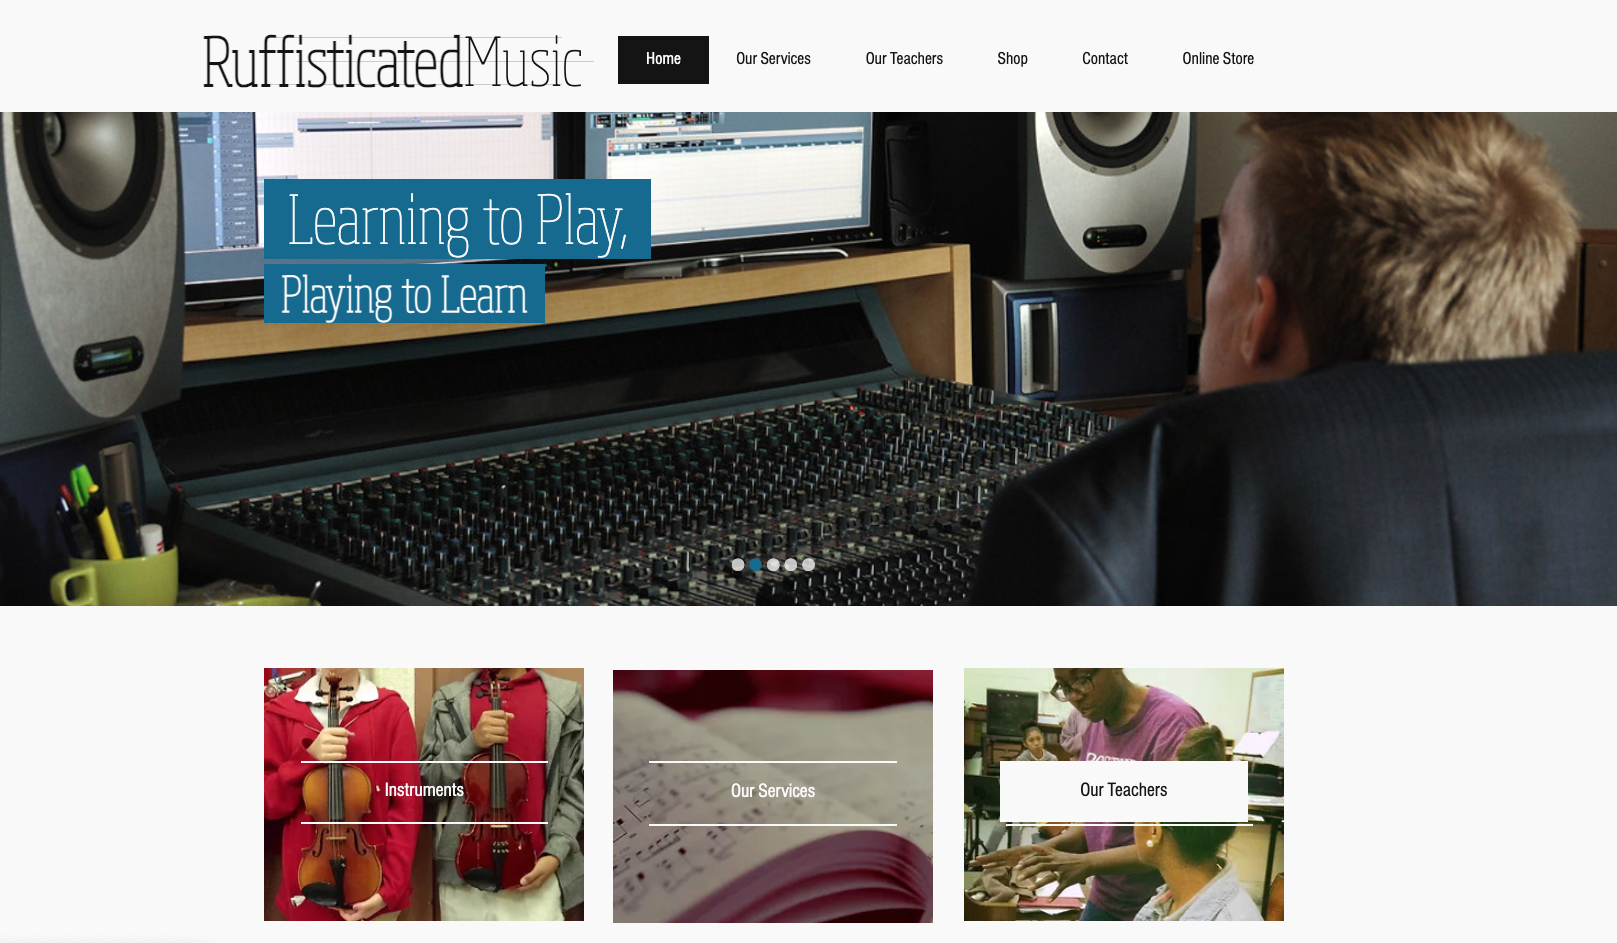 RuffisticatedMusic
Home Our Services Our Teachers Shop Contact Online Store
Learning to Play,
Playing to Learn
Instruments
Our Services
Our Teachers